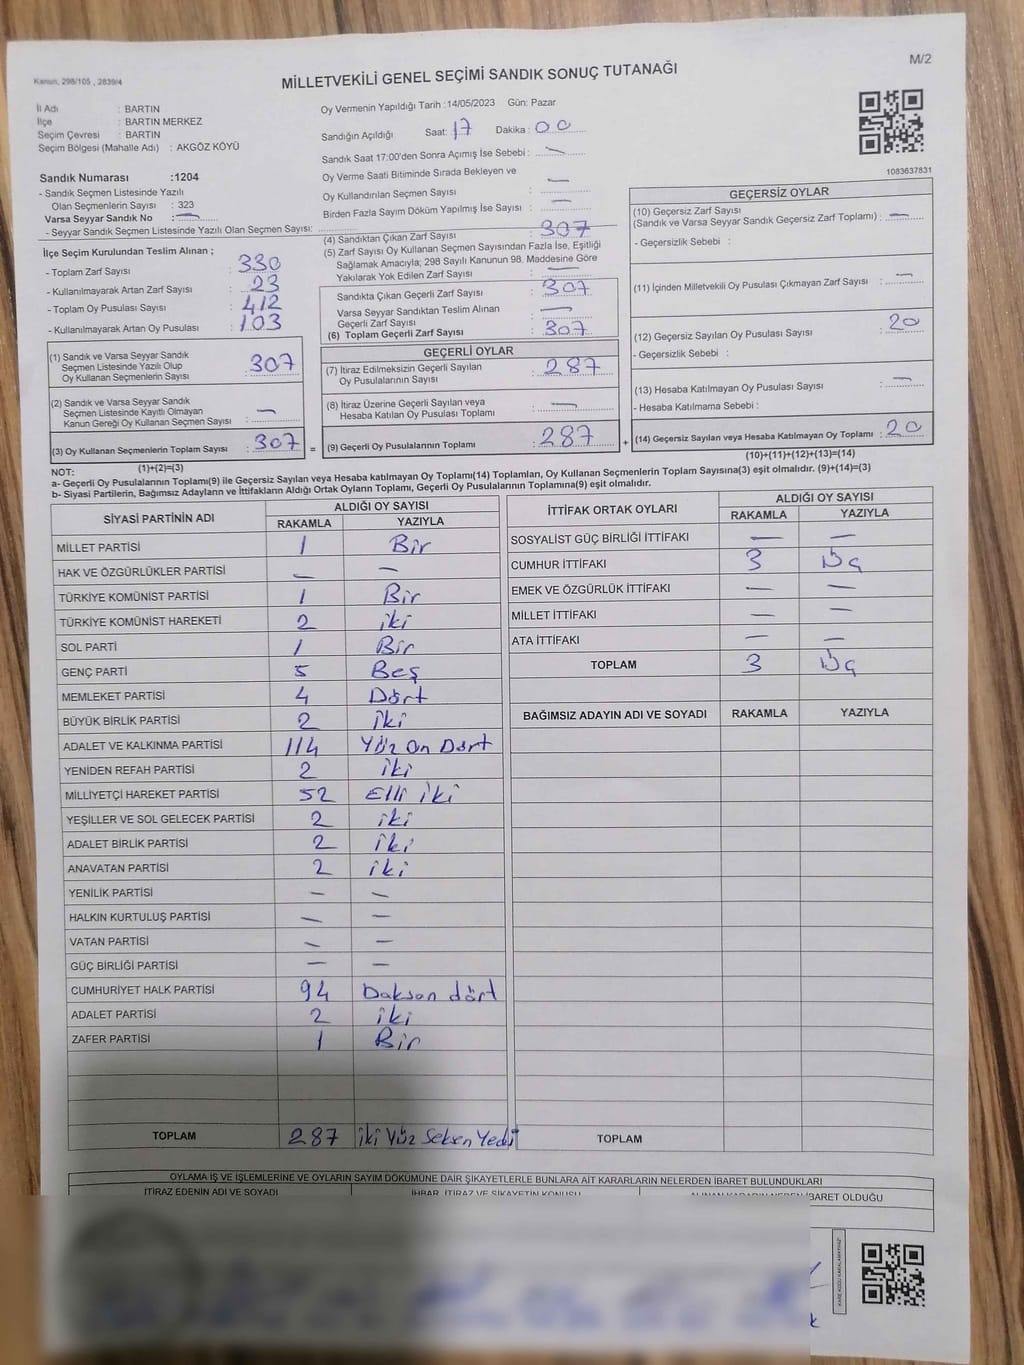 Kanun, 298/105 , 2839/4
MİLLETVEKİLİ GENEL SEÇİMİ SANDIK SONUÇ TUTANAĞI
M/2
İl Adı : BARTIN
İlçe : BARTIN MERKEZ
Seçim Çevresi : BARTIN
Seçim Bölgesi (Mahalle Adı) : AKGÖZ KÖYÜ
Oy Vermenin Yapıldığı Tarih :14/05/2023 Gün: Pazar
Sandığın Açıldığı Saat: 17 Dakika : 00
Sandık Saat 17:00'den Sonra Açımış İse Sebebi : —
Oy Verme Saati Bitiminde Sırada Bekleyen ve
Oy Kullandırılan Seçmen Sayısı : —
Birden Fazla Sayım Döküm Yapılmış İse Sayısı : —
1083637831
Sandık Numarası :1204
- Sandık Seçmen Listesinde Yazılı
Olan Seçmenlerin Sayısı : 323
Varsa Seyyar Sandık No : —
- Seyyar Sandık Seçmen Listesinde Yazılı Olan Seçmen Sayısı:
İlçe Seçim Kurulundan Teslim Alınan ;
- Toplam Zarf Sayısı : 330
- Kullanılmayarak Artan Zarf Sayısı : 23
- Toplam Oy Pusulası Sayısı : 412
- Kullanılmayarak Artan Oy Pusulası : 103
(1) Sandık ve Varsa Seyyar Sandık
Seçmen Listesinde Yazılı Olup
Oy Kullanan Seçmenlerin Sayısı : 307
(2) Sandık ve Varsa Seyyar Sandık
Seçmen Listesinde Kayıtlı Olmayan
Kanun Gereği Oy Kullanan Seçmen Sayısı : —
(3) Oy Kullanan Seçmenlerin Toplam Sayısı : 307 =
(1)+(2)=(3)
(4) Sandıktan Çıkan Zarf Sayısı : 307
(5) Zarf Sayısı Oy Kullanan Seçmen Sayısından Fazla İse, Eşitliği
Sağlamak Amacıyla; 298 Sayılı Kanunun 98. Maddesine Göre
Yakılarak Yok Edilen Zarf Sayısı : —
Sandıkta Çıkan Geçerli Zarf Sayısı : 307
Varsa Seyyar Sandıktan Teslim Alınan
Geçerli Zarf Sayısı : —
(6) Toplam Geçerli Zarf Sayısı : 307
GEÇERLİ OYLAR
(7) İtiraz Edilmeksizin Geçerli Sayılan
Oy Pusulalarının Sayısı : 287
(8) İtiraz Üzerine Geçerli Sayılan veya
Hesaba Katılan Oy Pusulası Toplamı : —
(9) Geçerli Oy Pusulalarının Toplamı : 287 +
GEÇERSİZ OYLAR
(10) Geçersiz Zarf Sayısı
(Sandık ve Varsa Seyyar Sandık Geçersiz Zarf Toplamı) : —
- Geçersizlik Sebebi :
(11) İçinden Milletvekili Oy Pusulası Çıkmayan Zarf Sayısı : —
(12) Geçersiz Sayılan Oy Pusulası Sayısı : 20
- Geçersizlik Sebebi :
(13) Hesaba Katılmayan Oy Pusulası Sayısı : —
- Hesaba Katılmama Sebebi :
(14) Geçersiz Sayılan veya Hesaba Katılmayan Oy Toplamı : 20
(10)+(11)+(12)+(13)=(14)
NOT:
a- Geçerli Oy Pusulalarının Toplamı(9) ile Geçersiz Sayılan veya Hesaba katılmayan Oy Toplamı(14) Toplamları, Oy Kullanan Seçmenlerin Toplam Sayısına(3) eşit olmalıdır. (9)+(14)=(3)
b- Siyasi Partilerin, Bağımsız Adayların ve İttifakların Aldığı Ortak Oyların Toplamı, Geçerli Oy Pusulalarının Toplamına(9) eşit olmalıdır.
SİYASİ PARTİNİN ADI ALDIĞI OY SAYISI
RAKAMLA YAZIYLA
MİLLET PARTİSİ 1 Bir
HAK VE ÖZGÜRLÜKLER PARTİSİ — —
TÜRKİYE KOMÜNİST PARTİSİ 1 Bir
TÜRKİYE KOMÜNİST HAREKETİ 2 iki
SOL PARTİ 1 Bir
GENÇ PARTİ 5 Beş
MEMLEKET PARTİSİ 4 Dört
BÜYÜK BİRLİK PARTİSİ 2 iki
ADALET VE KALKINMA PARTİSİ 114 Yüz On Dört
YENİDEN REFAH PARTİSİ 2 iki
MİLLİYETÇİ HAREKET PARTİSİ 52 Elli iki
YEŞİLLER VE SOL GELECEK PARTİSİ 2 iki
ADALET BİRLİK PARTİSİ 2 iki
ANAVATAN PARTİSİ 2 iki
YENİLİK PARTİSİ — —
HALKIN KURTULUŞ PARTİSİ — —
VATAN PARTİSİ — —
GÜÇ BİRLİĞİ PARTİSİ — —
CUMHURİYET HALK PARTİSİ 94 Doksan dört
ADALET PARTİSİ 2 iki
ZAFER PARTİSİ 1 Bir
TOPLAM 287 iki Yüz Seksen Yedi
İTTİFAK ORTAK OYLARI ALDIĞI OY SAYISI
RAKAMLA YAZIYLA
SOSYALİST GÜÇ BİRLİĞİ İTTİFAKI — —
CUMHUR İTTİFAKI 3 Üç
EMEK VE ÖZGÜRLÜK İTTİFAKI — —
MİLLET İTTİFAKI — —
ATA İTTİFAKI — —
TOPLAM 3 Üç
BAĞIMSIZ ADAYIN ADI VE SOYADI RAKAMLA YAZIYLA
TOPLAM
OYLAMA İŞ VE İŞLEMLERİNE VE OYLARIN SAYIM DÖKÜMÜNE DAİR ŞİKAYETLERLE BUNLARA AİT KARARLARIN NELERDEN İBARET BULUNDUKLARI
İTİRAZ EDENİN ADI VE SOYADI İHBAR, İTİRAZ VE ŞİKAYETİN KONUSU ALINAN KARARIN NEDEN İBARET OLDUĞU